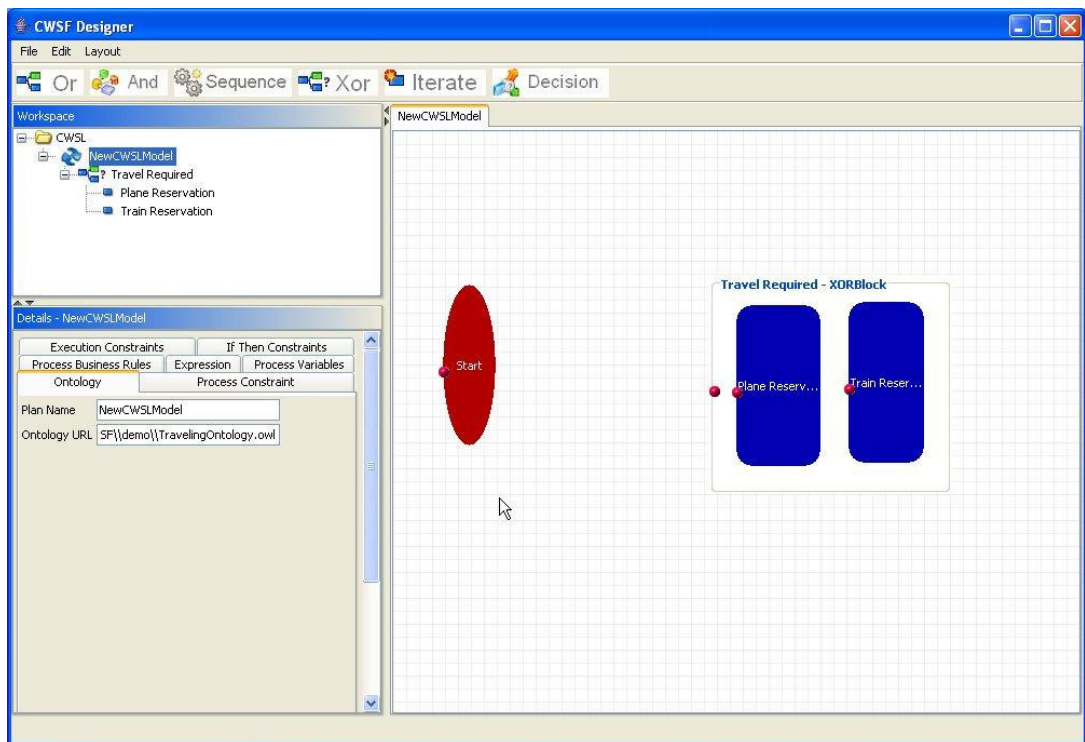 CWSF Designer
File Edit Layout
Or And Sequence ? Xor Iterate Decision
Workspace
NewCWSLModel
CWSL
NewCWSLModel
? Travel Required
Plane Reservation
Train Reservation
Details - NewCWSLModel
Execution Constraints If Then Constraints
Process Business Rules Expression Process Variables
Ontology Process Constraint
Plan Name NewCWSLModel
Ontology URL SF\\demo\\TravelingOntology.owl
Start
Travel Required - XORBlock
Plane Reserv...
Train Reser...